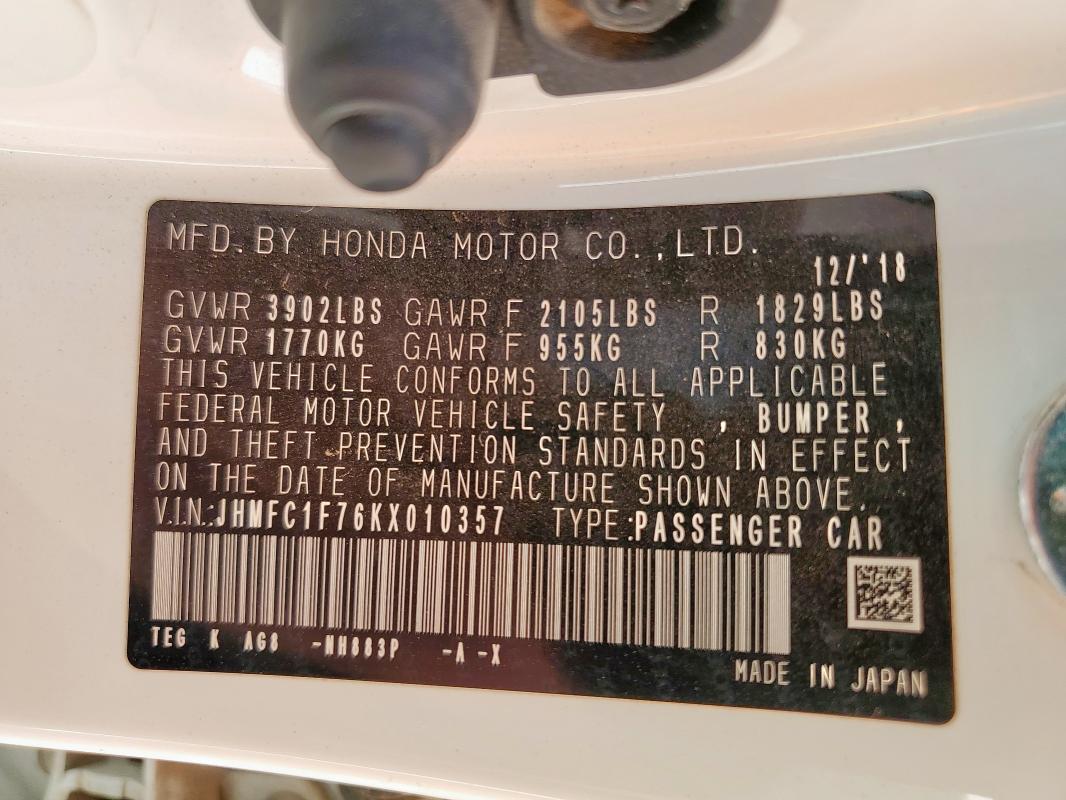 MFD. BY HONDA MOTOR CO., LTD.
12/'18
GVWR 3902LBS GAWR F 2105LBS R 1829LBS
GVWR 1770KG GAWR F 955KG R 830KG
THIS VEHICLE CONFORMS TO ALL APPLICABLE
FEDERAL MOTOR VEHICLE SAFETY , BUMPER ,
AND THEFT PREVENTION STANDARDS IN EFFECT
ON THE DATE OF MANUFACTURE SHOWN ABOVE.
V.I.N.:JHMFC1F76KX010357 TYPE:PASSENGER CAR
TEG K AG8 -NH883P -A -X
MADE IN JAPAN